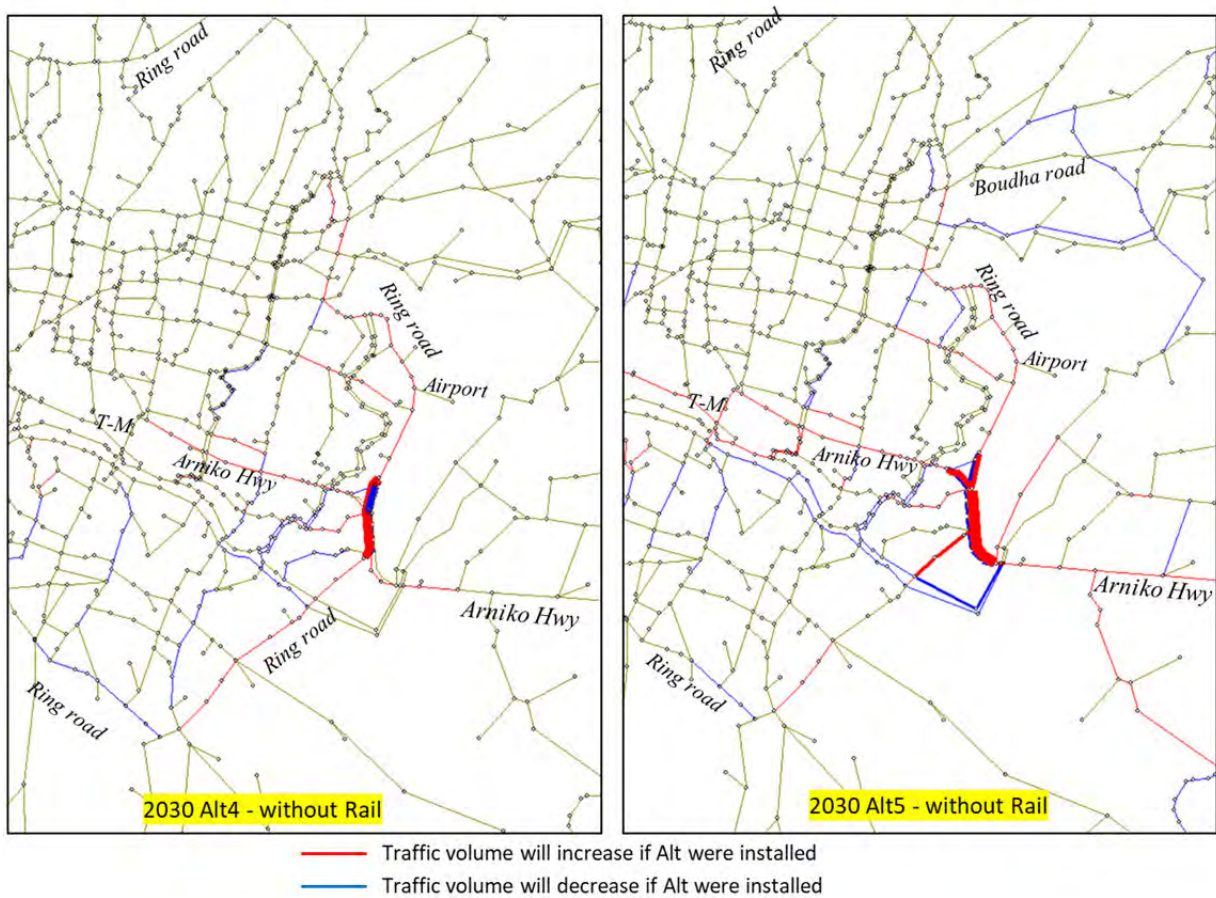 Ring road
Ring road
Airport
T-M
Arniko Hwy
Arniko Hwy
Ring road
Ring road
2030 Alt4 - without Rail
Ring road
Boudha road
Ring road
Airport
T-M
Arniko Hwy
Arniko Hwy
Ring road
2030 Alt5 - without Rail
Traffic volume will increase if Alt were installed
Traffic volume will decrease if Alt were installed